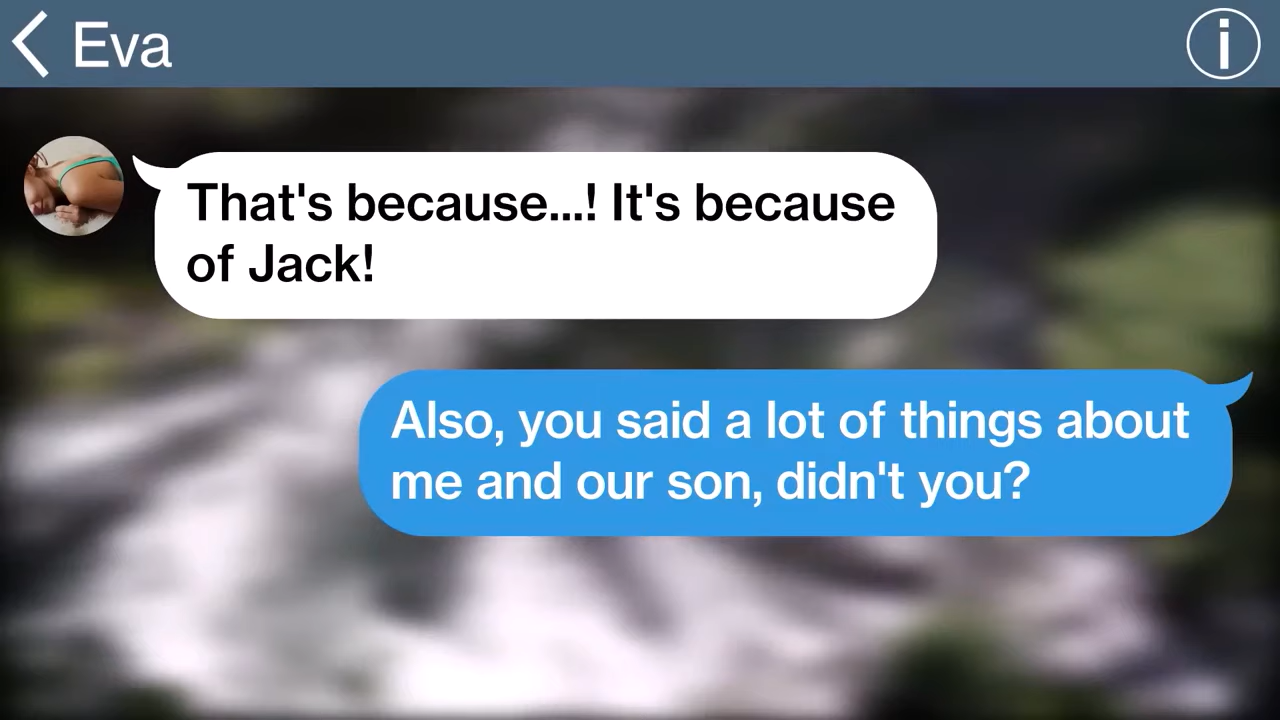 Eva
That's because...! It's because
of Jack!
Also, you said a lot of things about
me and our son, didn't you?